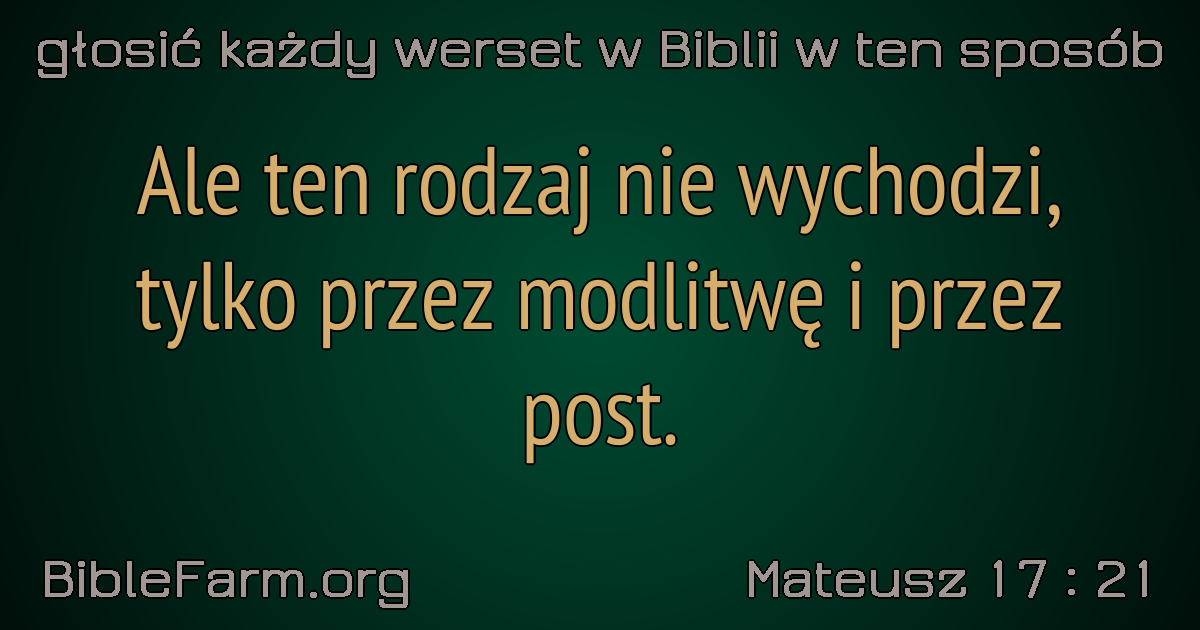 głosić każdy werset w Biblii w ten sposób
Ale ten rodzaj nie wychodzi,
tylko przez modlitwę i przez
post.
BibleFarm.org
Mateusz 17 : 21